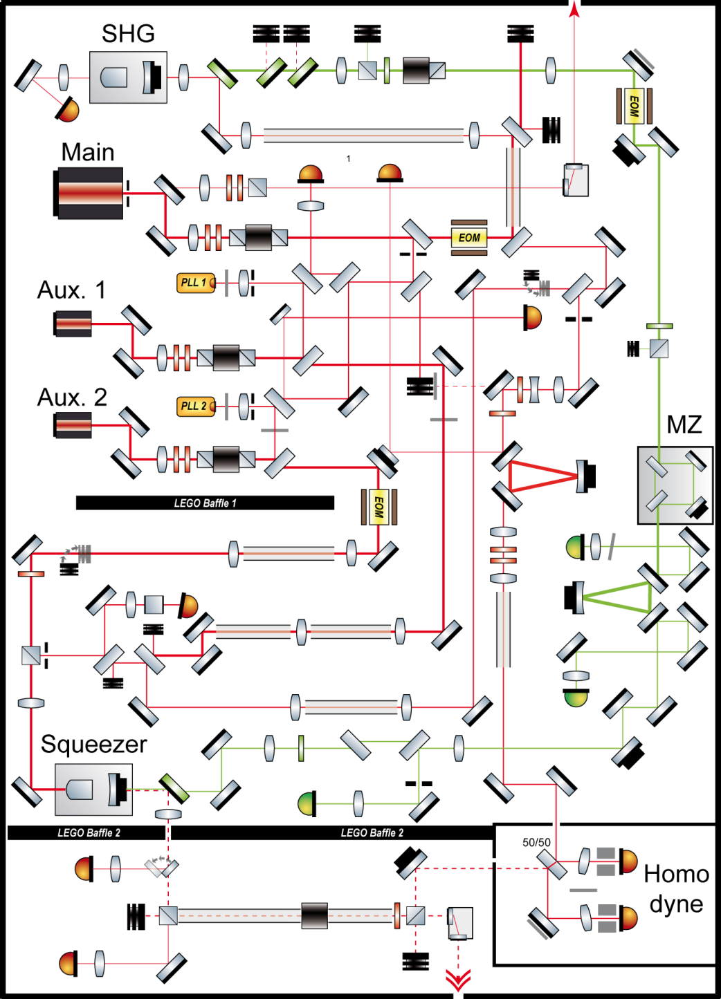 SHG
EOM
Main
1
EOM
PLL 1
Aux. 1
Aux. 2
PLL 2
MZ
LEGO Baffle 1
EOM
Squeezer
LEGO Baffle 2
LEGO Baffle 2
50/50
Homo
dyne